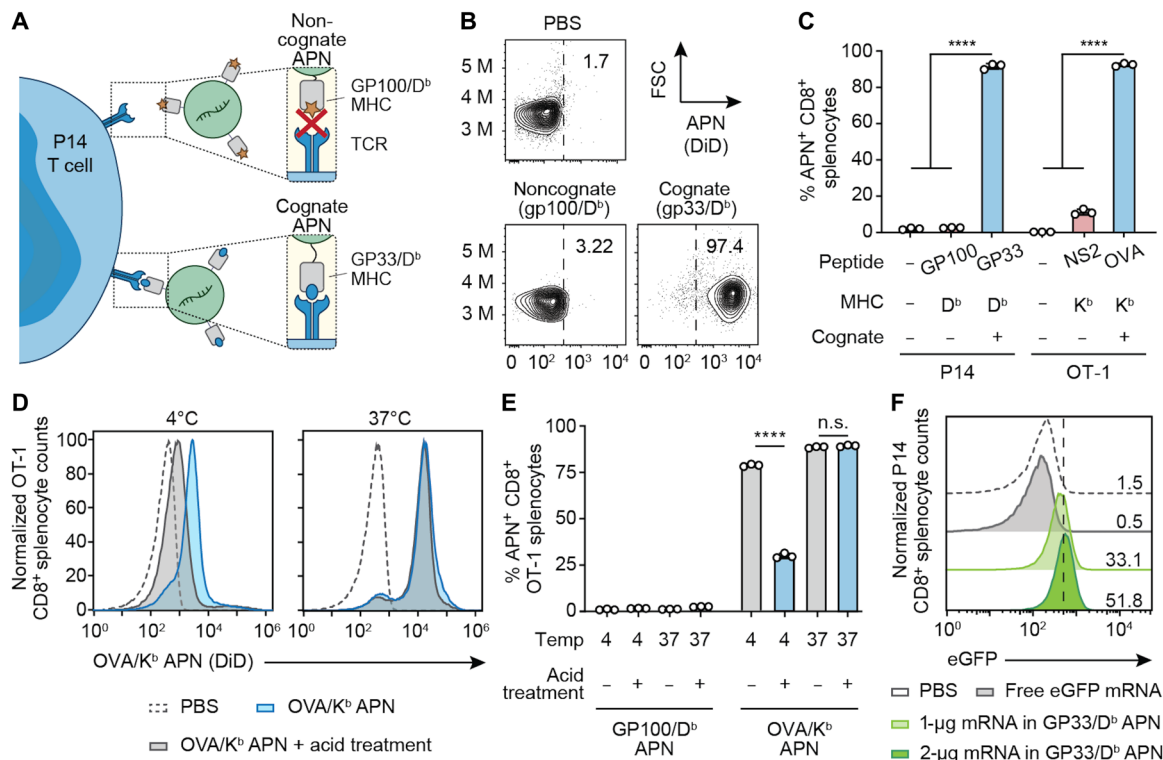 A
Non-
cognate
APN
GP100/Dᵇ
MHC
TCR
P14
T cell
Cognate
APN
GP33/Dᵇ
MHC
B
PBS
1.7
5 M
4 M
3 M
FSC
APN
(DiD)
Noncognate
(gp100/Dᵇ)
Cognate
(gp33/Dᵇ)
3.22
97.4
5 M
4 M
3 M
0 10² 10³ 10⁴
0 10² 10³ 10⁴
C
% APN⁺ CD8⁺
splenocytes
100
80
60
40
20
0
**** ****
Peptide – GP100 GP33 – NS2 OVA
MHC – Dᵇ Dᵇ – Kᵇ Kᵇ
Cognate – – + – – +
P14 OT-1
D
4°C 37°C
Normalized OT-1
CD8⁺ splenocyte counts
100
80
60
40
20
0
10⁰ 10² 10⁴ 10⁶
10⁰ 10² 10⁴ 10⁶
OVA/Kᵇ APN (DiD)
PBS
OVA/Kᵇ APN
OVA/Kᵇ APN + acid treatment
E
% APN⁺ CD8⁺
OT-1 splenocytes
100
75
50
25
0
**** n.s.
Temp 4 4 37 37 4 4 37 37
Acid
treatment – + – + – + – +
GP100/Dᵇ
APN
OVA/Kᵇ
APN
F
Normalized P14
CD8⁺ splenocyte counts
1.5
0.5
33.1
51.8
10⁰ 10² 10⁴
eGFP
PBS
Free eGFP mRNA
1-µg mRNA in GP33/Dᵇ APN
2-µg mRNA in GP33/Dᵇ APN